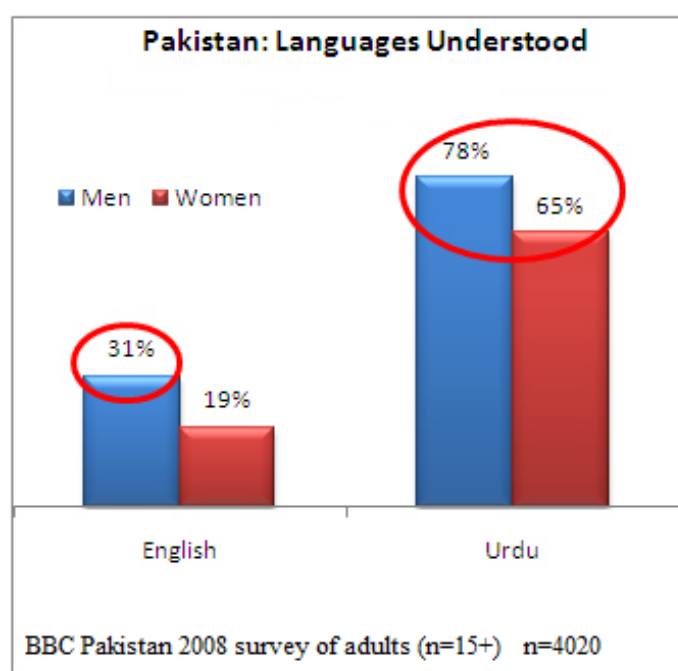 Pakistan: Languages Understood
Men Women
78%
65%
31%
19%
English Urdu
BBC Pakistan 2008 survey of adults (n=15+) n=4020